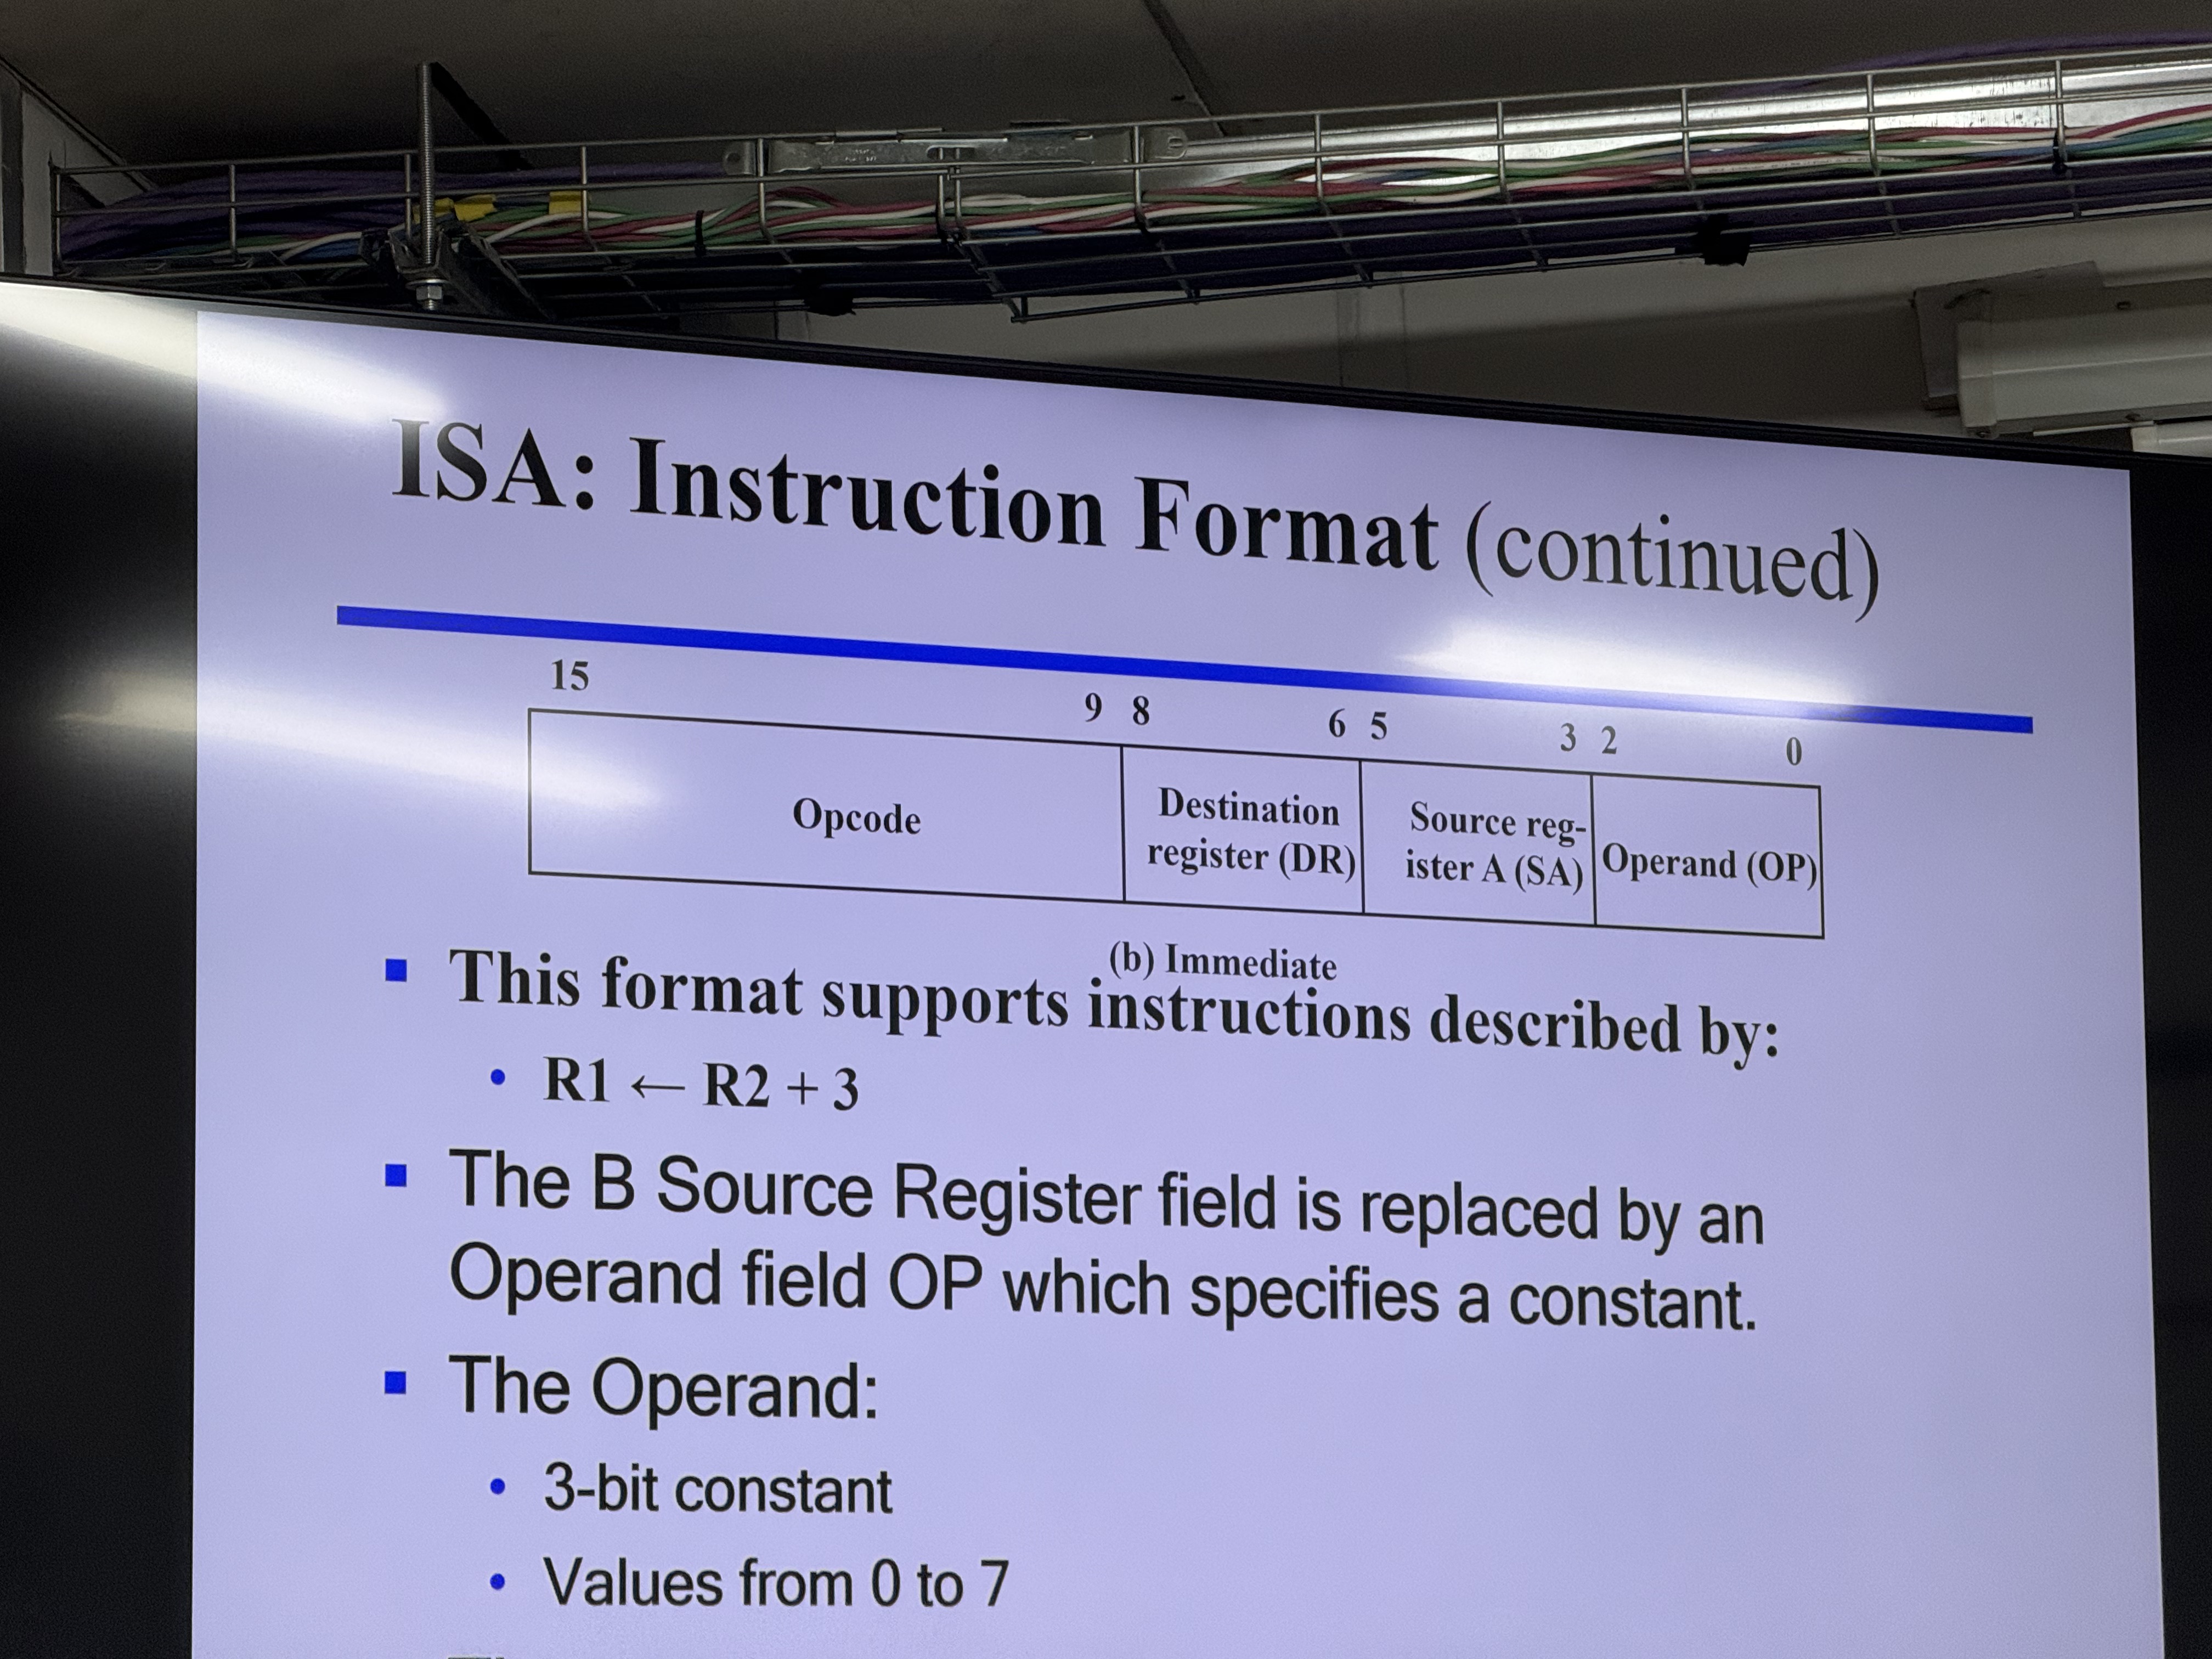 ISA: Instruction Format (continued)
15 9 8 6 5 3 2 0
Opcode
Destination
register (DR)
Source reg-
ister A (SA)
Operand (OP)
(b) Immediate
▪ This format supports instructions described by:
• R1 ← R2 + 3
▪ The B Source Register field is replaced by an
Operand field OP which specifies a constant.
▪ The Operand:
• 3-bit constant
• Values from 0 to 7